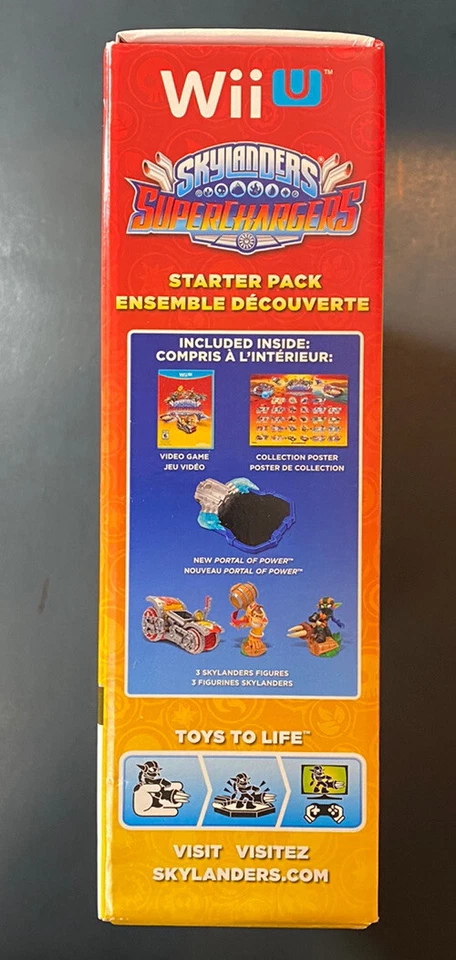 Wii U™
SKYLANDERS
SUPERCHARGERS
STARTER PACK
ENSEMBLE DÉCOUVERTE
INCLUDED INSIDE:
COMPRIS À L'INTÉRIEUR:
Wii U
VIDEO GAME
JEU VIDÉO
COLLECTION POSTER
POSTER DE COLLECTION
NEW PORTAL OF POWER™
NOUVEAU PORTAL OF POWER™
3 SKYLANDERS FIGURES
3 FIGURINES SKYLANDERS
TOYS TO LIFE™
VISIT VISITEZ
SKYLANDERS.COM